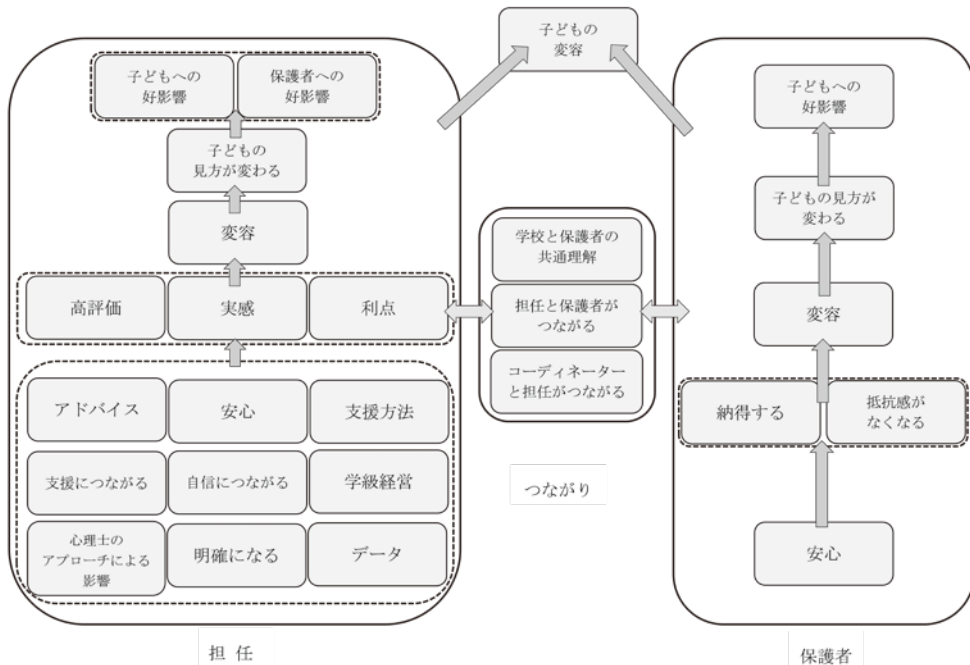 子どもの
変容
子どもへの
好影響
保護者への
好影響
子どもの
見方が変わる
変容
高評価
実感
利点
アドバイス
安心
支援方法
支援につながる
自信につながる
学級経営
心理士の
アプローチによる
影響
明確になる
データ
担 任
学校と保護者の
共通理解
担任と保護者が
つながる
コーディネーター
と担任がつながる
つながり
子どもへの
好影響
子どもの見方が
変わる
変容
納得する
抵抗感が
なくなる
安心
保護者